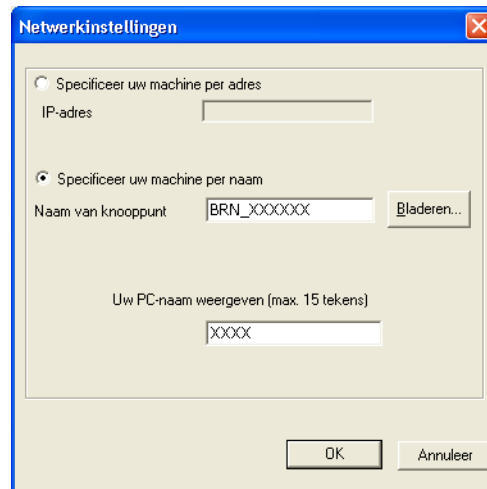 Netwerkinstellingen
Specificeer uw machine per adres
IP-adres
Specificeer uw machine per naam
Naam van knooppunt BRN_XXXXXX Bladeren...
Uw PC-naam weergeven (max. 15 tekens)
XXXX
OK Annuleer